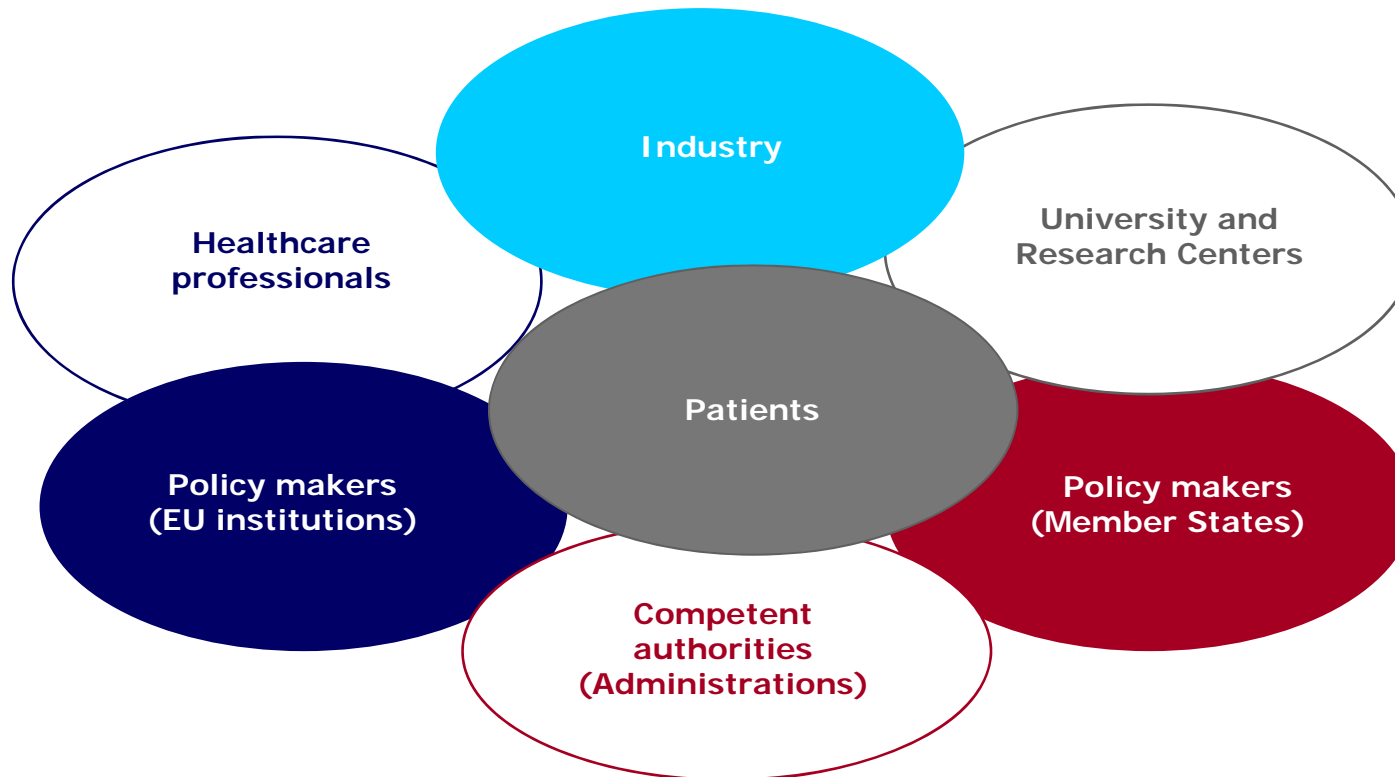 Industry
Healthcare
professionals
University and
Research Centers
Patients
Policy makers
(EU institutions)
Policy makers
(Member States)
Competent
authorities
(Administrations)